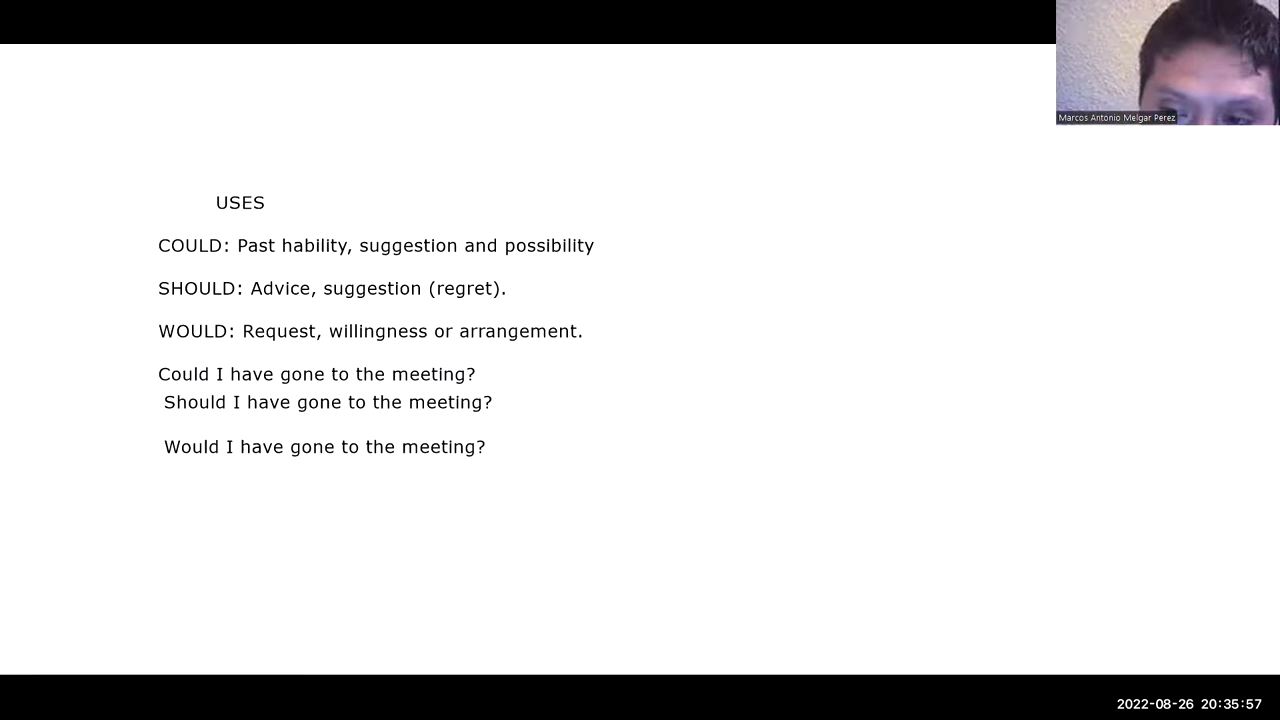 Marcos Antonio Melgar Perez
USES
COULD: Past hability, suggestion and possibility
SHOULD: Advice, suggestion (regret).
WOULD: Request, willingness or arrangement.
Could I have gone to the meeting?
Should I have gone to the meeting?
Would I have gone to the meeting?
2022-08-26 20:35:57